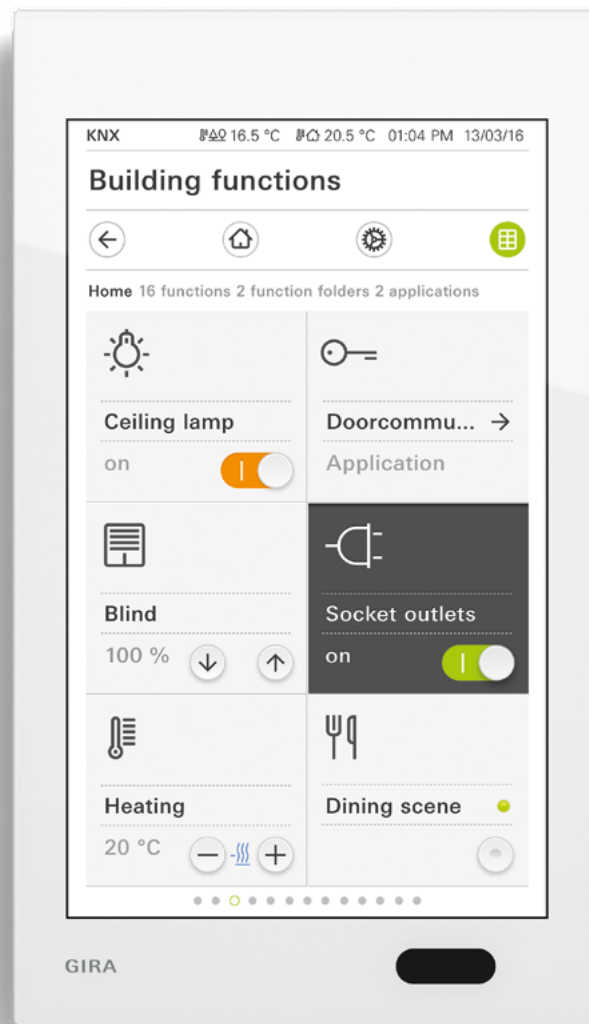 KNX 16.5 °C 20.5 °C 01:04 PM 13/03/16
Building functions
Home 16 functions 2 function folders 2 applications
Ceiling lamp
on
Doorcommu...
Application
Blind
100 %
Socket outlets
on
Heating
20 °C
Dining scene
GIRA